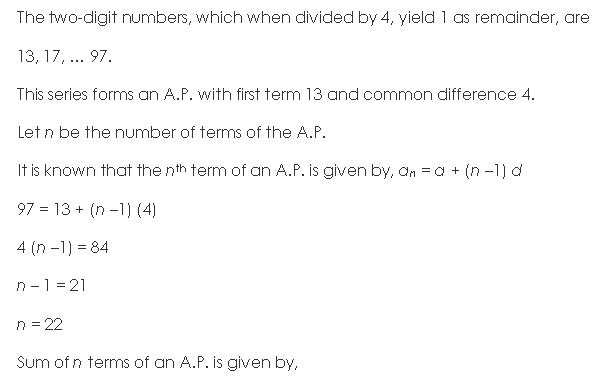 The two-digit numbers, which when divided by 4, yield 1 as remainder, are
13, 17, ... 97.
This series forms an A.P. with first term 13 and common difference 4.
Let n be the number of terms of the A.P.
It is known that the nᵗʰ term of an A.P. is given by, aₙ = a + (n –1) d
97 = 13 + (n –1) (4)
4 (n –1) = 84
n – 1 = 21
n = 22
Sum of n terms of an A.P. is given by,